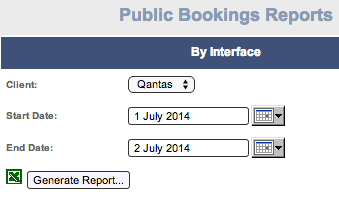 Public Bookings Reports
By Interface
Client: Qantas
Start Date: 1 July 2014
End Date: 2 July 2014
Generate Report...